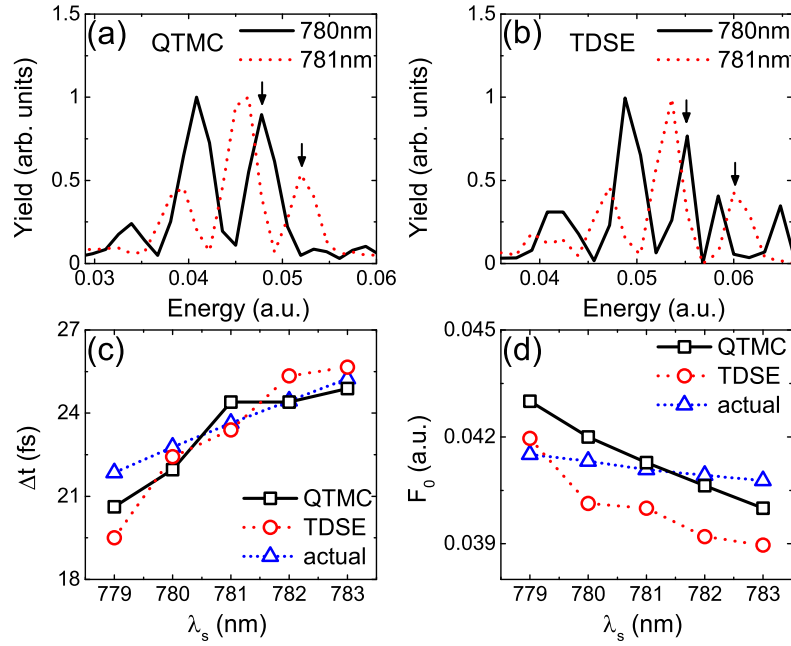 (a) QTMC 780nm
781nm
Yield (arb. units)
1.5
1
0.5
0
0.03 0.04 0.05 0.06
Energy (a.u.)
(b) TDSE 780nm
781nm
Yield (arb. units)
1.5
1
0.5
0
0.04 0.05 0.06
Energy (a.u.)
(c)
Δt (fs)
27
24
21
18
QTMC
TDSE
actual
779 780 781 782 783
λs (nm)
(d) QTMC
TDSE
actual
F0 (a.u.)
0.045
0.042
0.039
779 780 781 782 783
λs (nm)